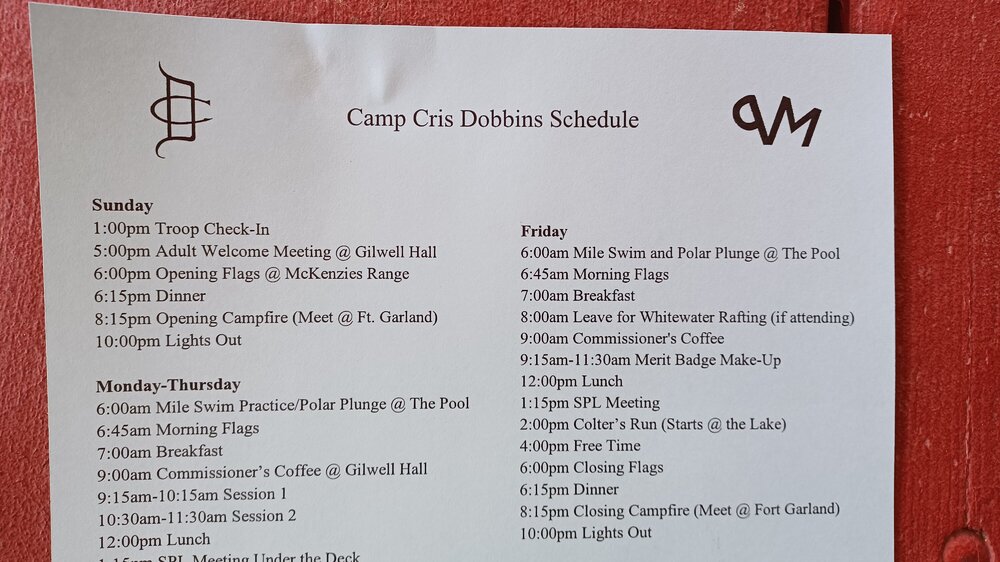 Camp Cris Dobbins Schedule
Sunday
1:00pm Troop Check-In
5:00pm Adult Welcome Meeting @ Gilwell Hall
6:00pm Opening Flags @ McKenzies Range
6:15pm Dinner
8:15pm Opening Campfire (Meet @ Ft. Garland)
10:00pm Lights Out
Monday-Thursday
6:00am Mile Swim Practice/Polar Plunge @ The Pool
6:45am Morning Flags
7:00am Breakfast
9:00am Commissioner’s Coffee @ Gilwell Hall
9:15am-10:15am Session 1
10:30am-11:30am Session 2
12:00pm Lunch
1:15pm SPL Meeting Under the Deck
Friday
6:00am Mile Swim and Polar Plunge @ The Pool
6:45am Morning Flags
7:00am Breakfast
8:00am Leave for Whitewater Rafting (if attending)
9:00am Commissioner's Coffee
9:15am-11:30am Merit Badge Make-Up
12:00pm Lunch
1:15pm SPL Meeting
2:00pm Colter's Run (Starts @ the Lake)
4:00pm Free Time
6:00pm Closing Flags
6:15pm Dinner
8:15pm Closing Campfire (Meet @ Fort Garland)
10:00pm Lights Out